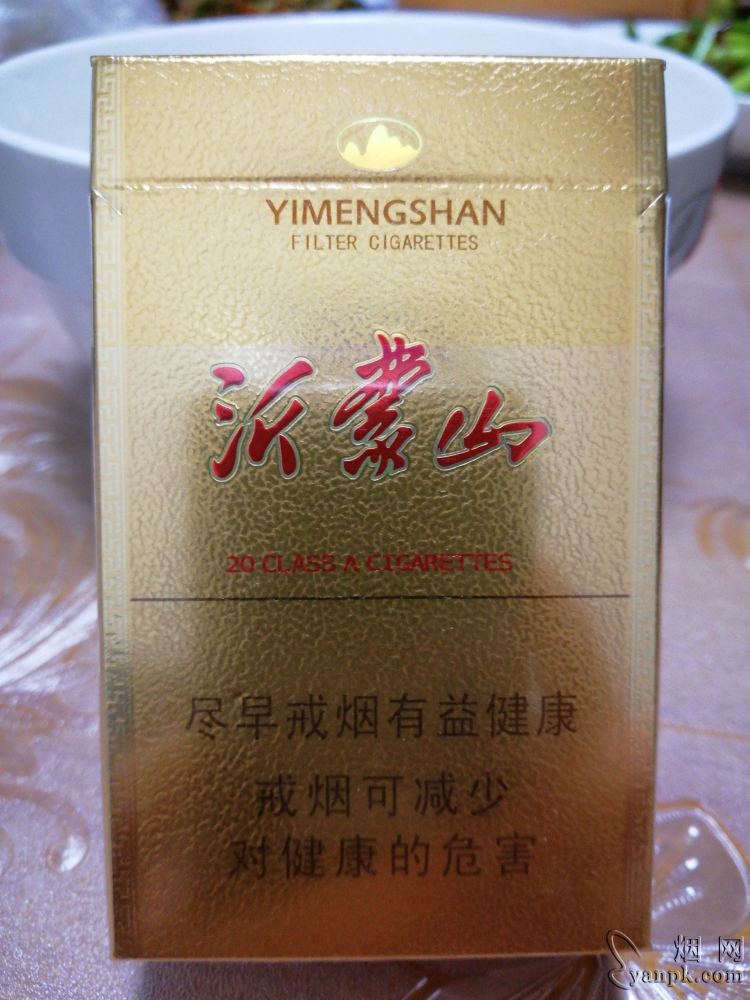 YIMENGSHAN
FILTER CIGARETTES
沂蒙山
20 CLASS A CIGARETTES
尽早戒烟有益健康
戒烟可减少
对健康的危害
烟网
yanpk.com